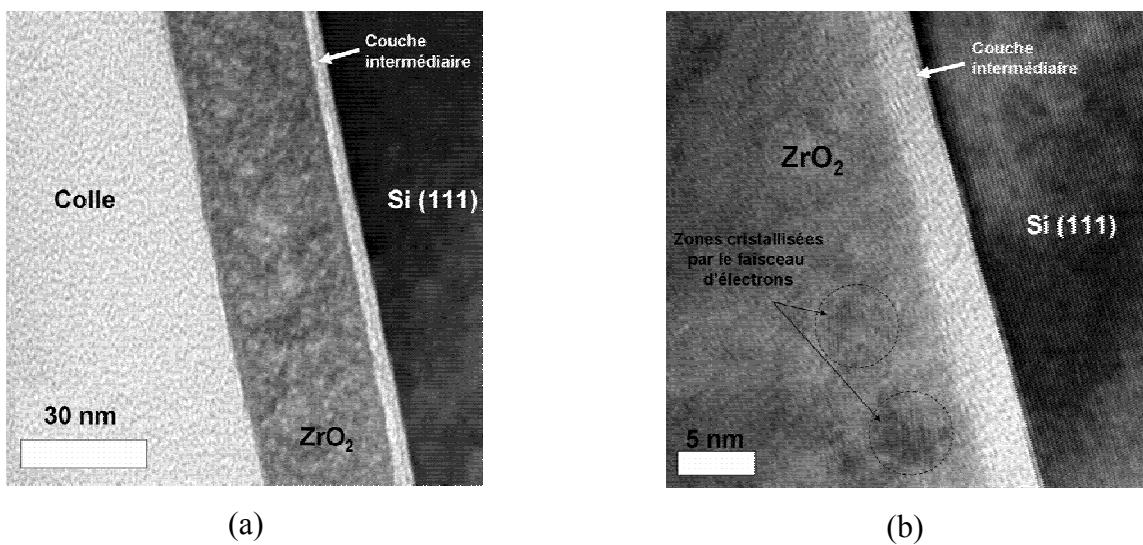 Couche
intermédiaire
Colle
Si (111)
30 nm
ZrO₂
(a)
Couche
intermédiaire
ZrO₂
Si (111)
Zones cristallisées
par le faisceau
d'électrons
5 nm
(b)